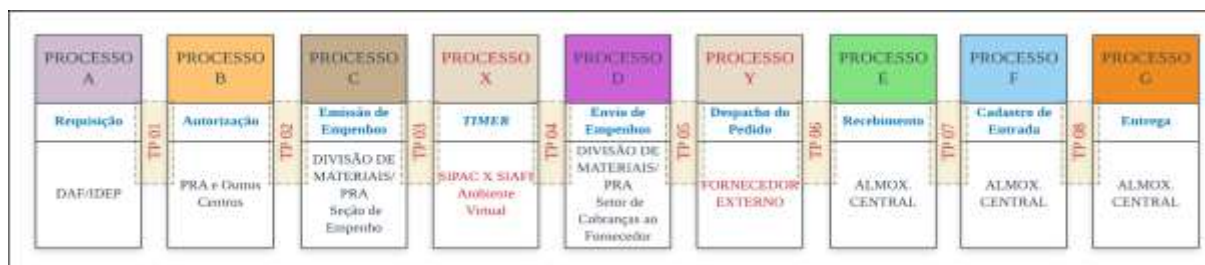 PROCESSO
A
Requisição
DAF/IDEP
TP 01
PROCESSO
B
Autorização
PRA e Outros
Centros
TP 02
PROCESSO
C
Emissão de
Empenhos
DIVISÃO DE
MATERIAIS/
PRA
Seção de
Empenho
TP 03
PROCESSO
X
TIMER
SIPAC X SIAFI
Ambiente
Virtual
TP 04
PROCESSO
D
Envio de
Empenhos
DIVISÃO DE
MATERIAIS/
PRA
Setor de
Cobranças ao
Fornecedor
TP 05
PROCESSO
Y
Despacho do
Pedido
FORNECEDOR
EXTERNO
TP 06
PROCESSO
E
Recebimento
ALMOX.
CENTRAL
TP 07
PROCESSO
F
Cadastro de
Entrada
ALMOX.
CENTRAL
TP 08
PROCESSO
G
Entrega
ALMOX.
CENTRAL